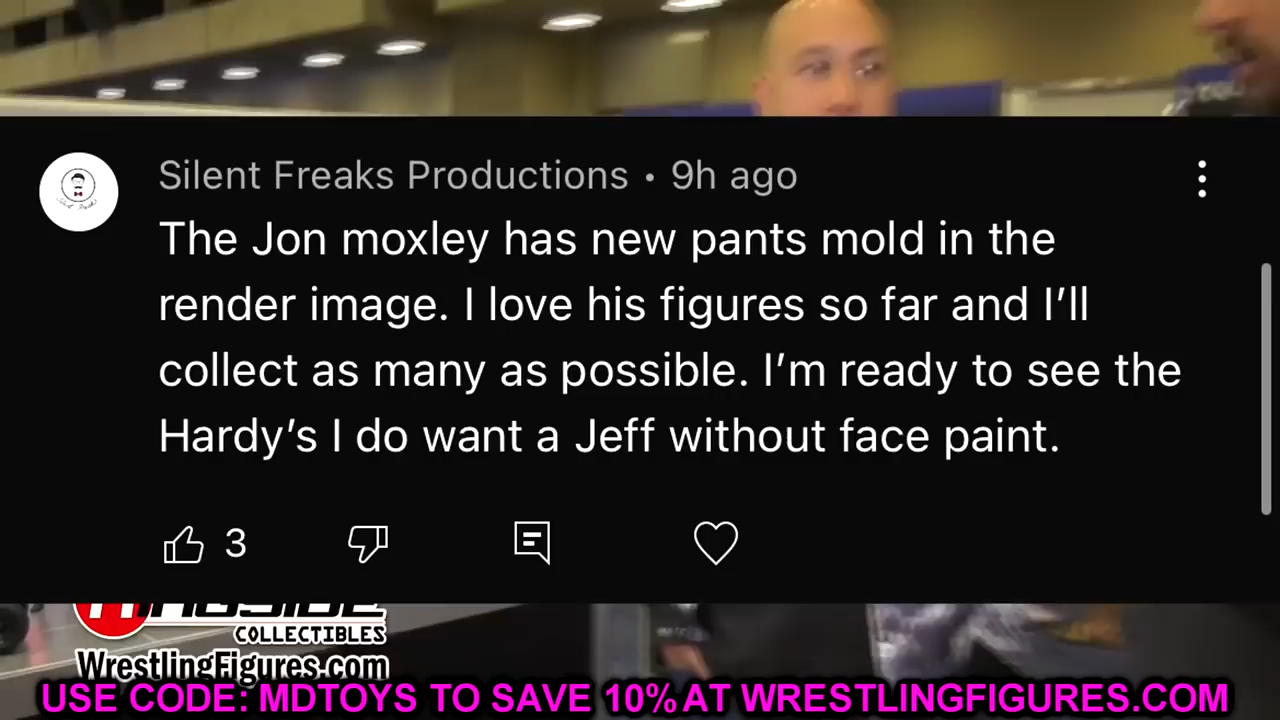 Silent Freaks Productions • 9h ago
The Jon moxley has new pants mold in the
render image. I love his figures so far and I’ll
collect as many as possible. I’m ready to see the
Hardy’s I do want a Jeff without face paint.
3
COLLECTIBLES
WrestlingFigures.com
USE CODE: MDTOYS TO SAVE 10% AT WRESTLINGFIGURES.COM